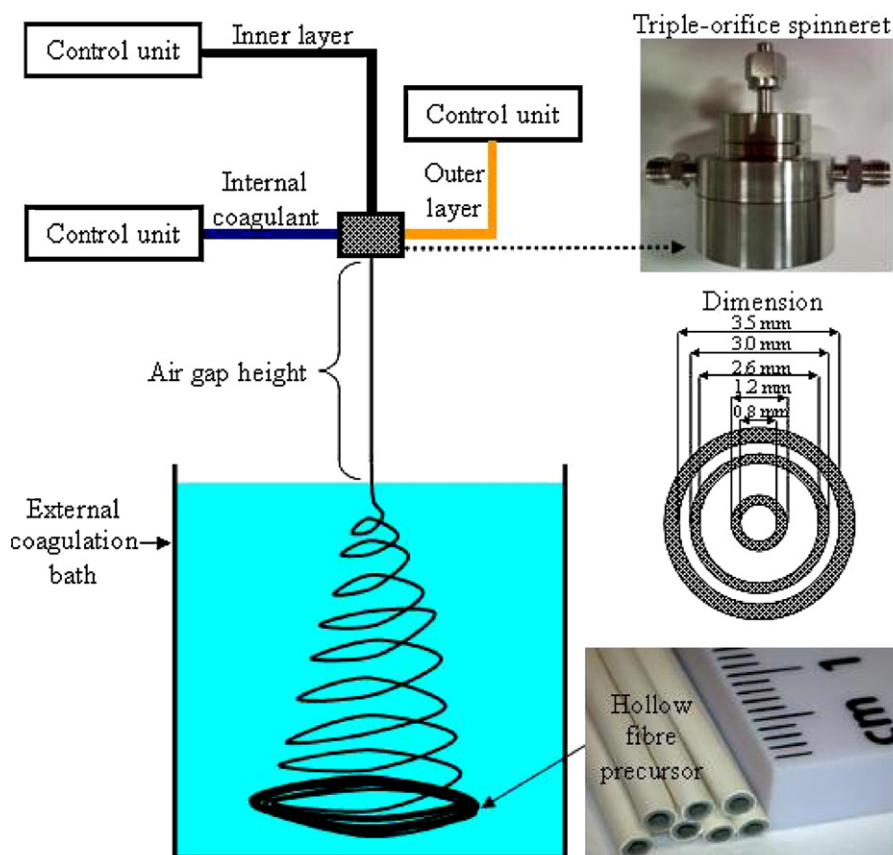 Triple-orifice spinneret
Inner layer
Control unit
Control unit
Outer
layer
Internal
coagulant
Control unit
Air gap height
Dimension
3.5 mm
3.0 mm
2.6 mm
1.2 mm
0.8 mm
External
coagulation
bath
Hollow
fibre
precursor
1
cm